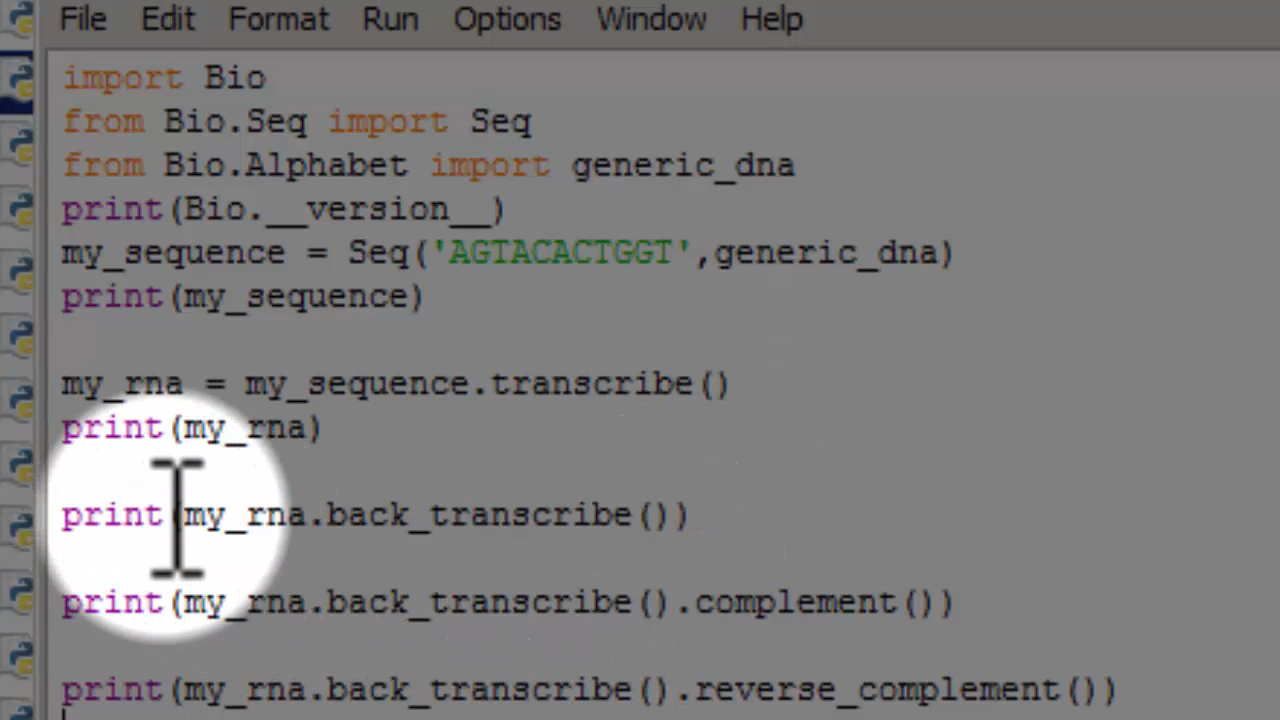 File Edit Format Run Options Window Help
import Bio
from Bio.Seq import Seq
from Bio.Alphabet import generic_dna
print(Bio.__version__)
my_sequence = Seq('AGTACACTGGT',generic_dna)
print(my_sequence)
my_rna = my_sequence.transcribe()
print(my_rna)
print(my_rna.back_transcribe())
print(my_rna.back_transcribe().complement())
print(my_rna.back_transcribe().reverse_complement())